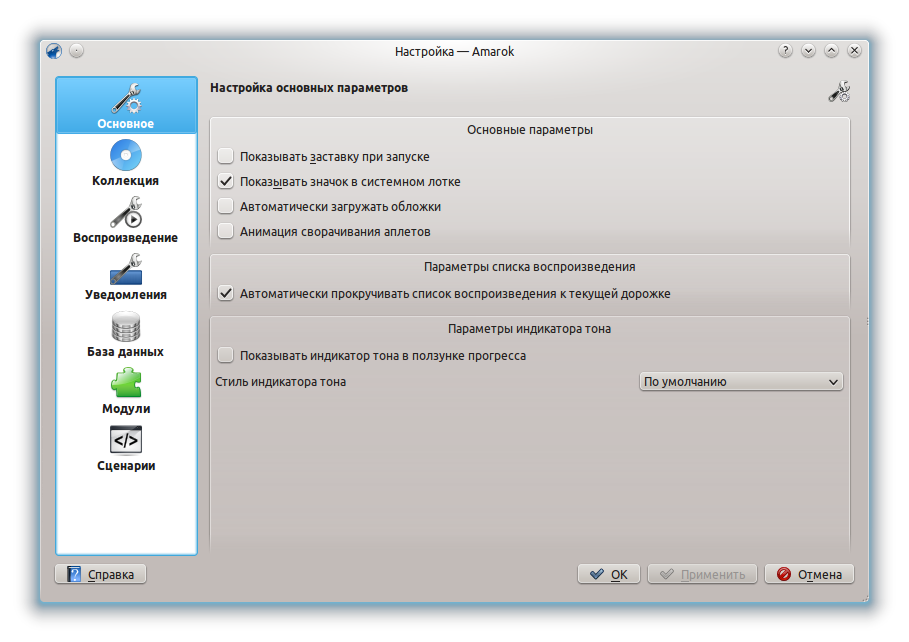 Настройка — Amarok
Основное
Коллекция
Воспроизведение
Уведомления
База данных
Модули
Сценарии
Настройка основных параметров
Основные параметры
Показывать заставку при запуске
Показывать значок в системном лотке
Автоматически загружать обложки
Анимация сворачивания аплетов
Параметры списка воспроизведения
Автоматически прокручивать список воспроизведения к текущей дорожке
Параметры индикатора тона
Показывать индикатор тона в ползунке прогресса
Стиль индикатора тона
По умолчанию
Справка
OK
Применить
Отмена